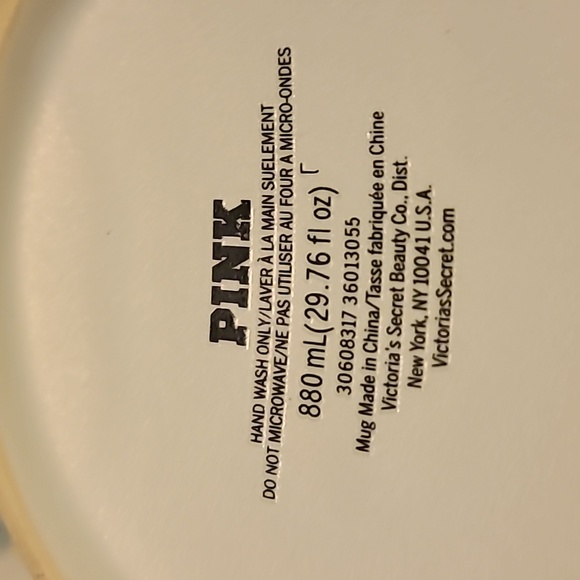 PINK
HAND WASH ONLY/LAVER À LA MAIN SUELEMENT
DO NOT MICROWAVE/NE PAS UTILISER AU FOUR A MICRO-ONDES
880 mL(29.76 fl oz)
30608317 36013055
Mug Made in China/Tasse fabriquée en Chine
Victoria's Secret Beauty Co., Dist.
New York, NY 10041 U.S.A.
VictoriasSecret.com